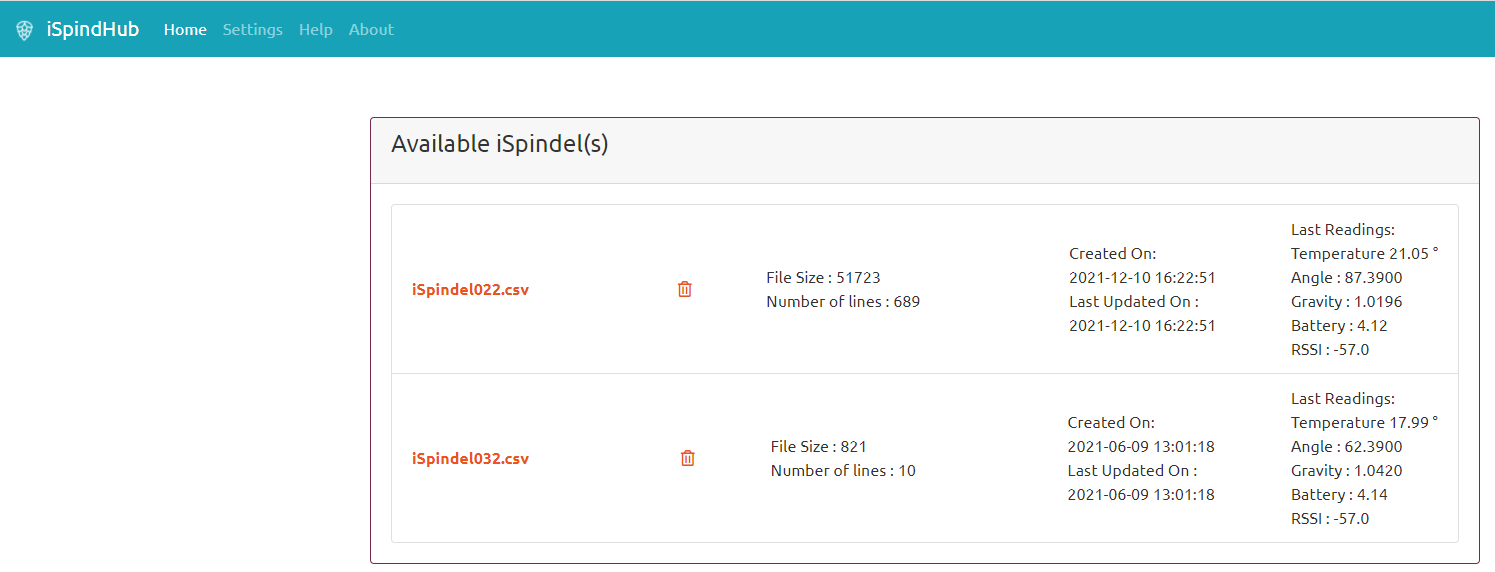 iSpindHub Home Settings Help About
Available iSpindel(s)
iSpindel022.csv
File Size : 51723
Number of lines : 689
Created On:
2021-12-10 16:22:51
Last Updated On :
2021-12-10 16:22:51
Last Readings:
Temperature 21.05 °
Angle : 87.3900
Gravity : 1.0196
Battery : 4.12
RSSI : -57.0
iSpindel032.csv
File Size : 821
Number of lines : 10
Created On:
2021-06-09 13:01:18
Last Updated On :
2021-06-09 13:01:18
Last Readings:
Temperature 17.99 °
Angle : 62.3900
Gravity : 1.0420
Battery : 4.14
RSSI : -57.0